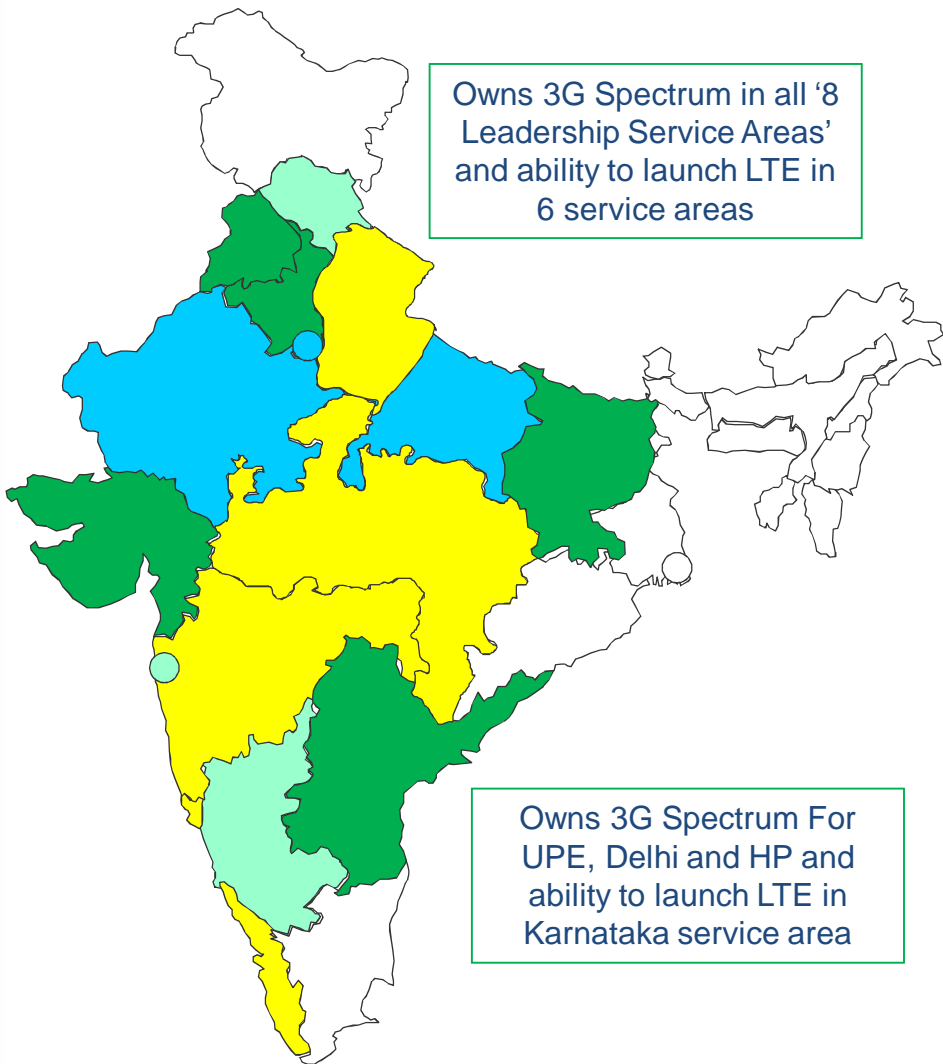 Owns 3G Spectrum in all ‘8
Leadership Service Areas’
and ability to launch LTE in
6 service areas
Owns 3G Spectrum For
UPE, Delhi and HP and
ability to launch LTE in
Karnataka service area